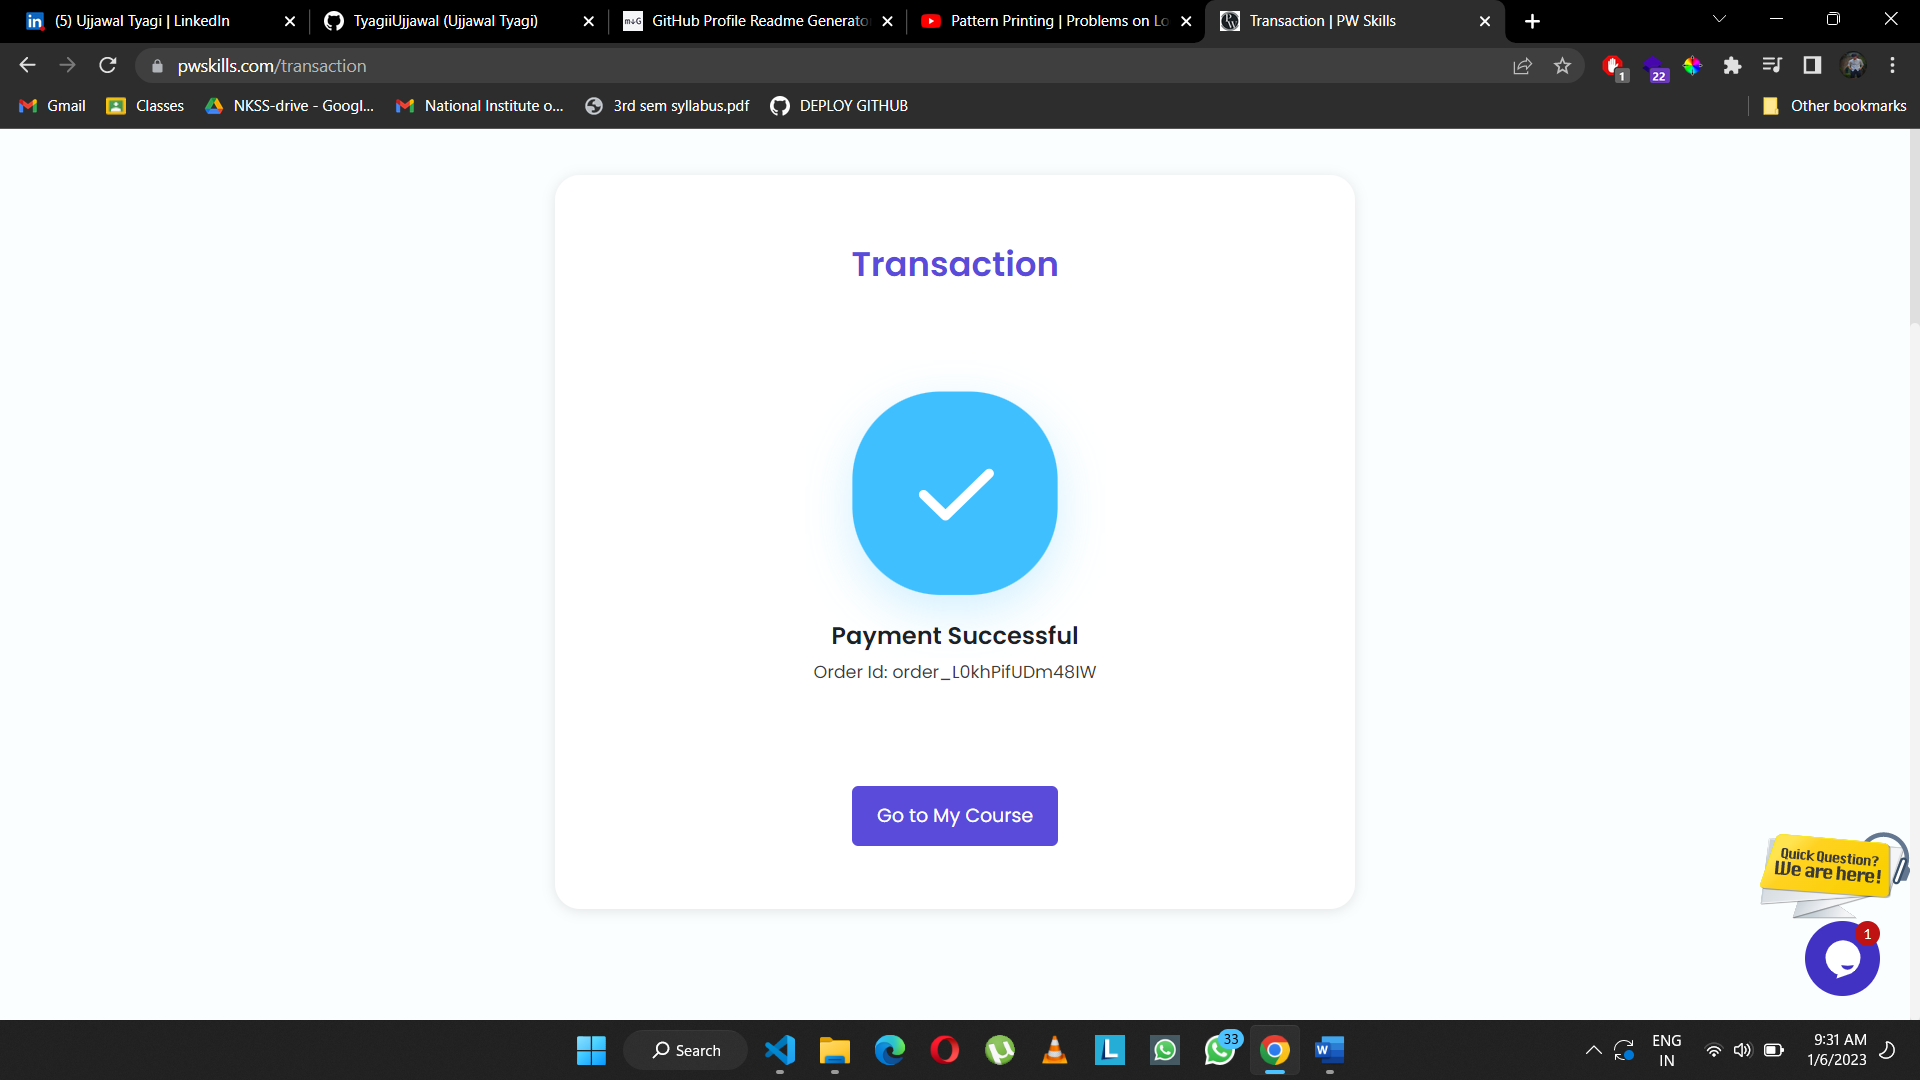 (5) Ujjawal Tyagi | LinkedIn
TyagiiUjjawal (Ujjawal Tyagi)
m↓G GitHub Profile Readme Generato
Pattern Printing | Problems on Lo
Transaction | PW Skills
pwskills.com/transaction
1
22
Gmail
Classes
NKSS-drive - Googl...
National Institute o...
3rd sem syllabus.pdf
DEPLOY GITHUB
Other bookmarks
Transaction
Payment Successful
Order Id: order_L0khPifUDm48IW
Go to My Course
Quick Question?
We are here!
1
Search
33
ENG
IN
9:31 AM
1/6/2023